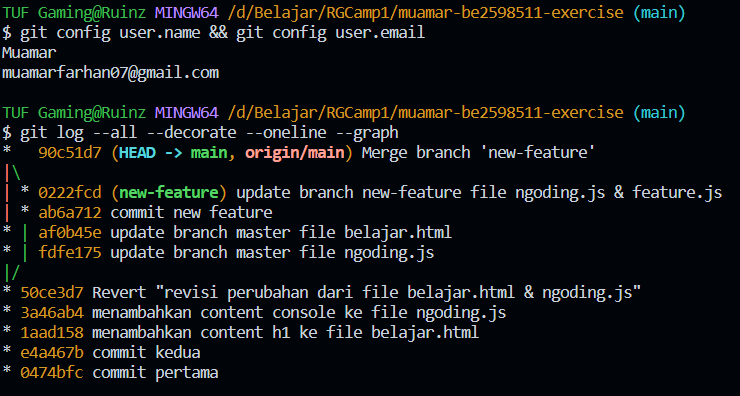 TUF Gaming@Ruinz MINGW64 /d/Belajar/RGCamp1/muamar-be2598511-exercise (main)
$ git config user.name && git config user.email
Muamar
muamarfarhan07@gmail.com
TUF Gaming@Ruinz MINGW64 /d/Belajar/RGCamp1/muamar-be2598511-exercise (main)
$ git log --all --decorate --oneline --graph
*   90c51d7 (HEAD -> main, origin/main) Merge branch 'new-feature'
|\
| * 0222fcd (new-feature) update branch new-feature file ngoding.js & feature.js
| * ab6a712 commit new feature
* | af0b45e update branch master file belajar.html
* | fdfe175 update branch master file ngoding.js
|/
* 50ce3d7 Revert "revisi perubahan dari file belajar.html & ngoding.js"
* 3a46ab4 menambahkan content console ke file ngoding.js
* 1aad158 menambahkan content h1 ke file belajar.html
* e4a467b commit kedua
* 0474bfc commit pertama